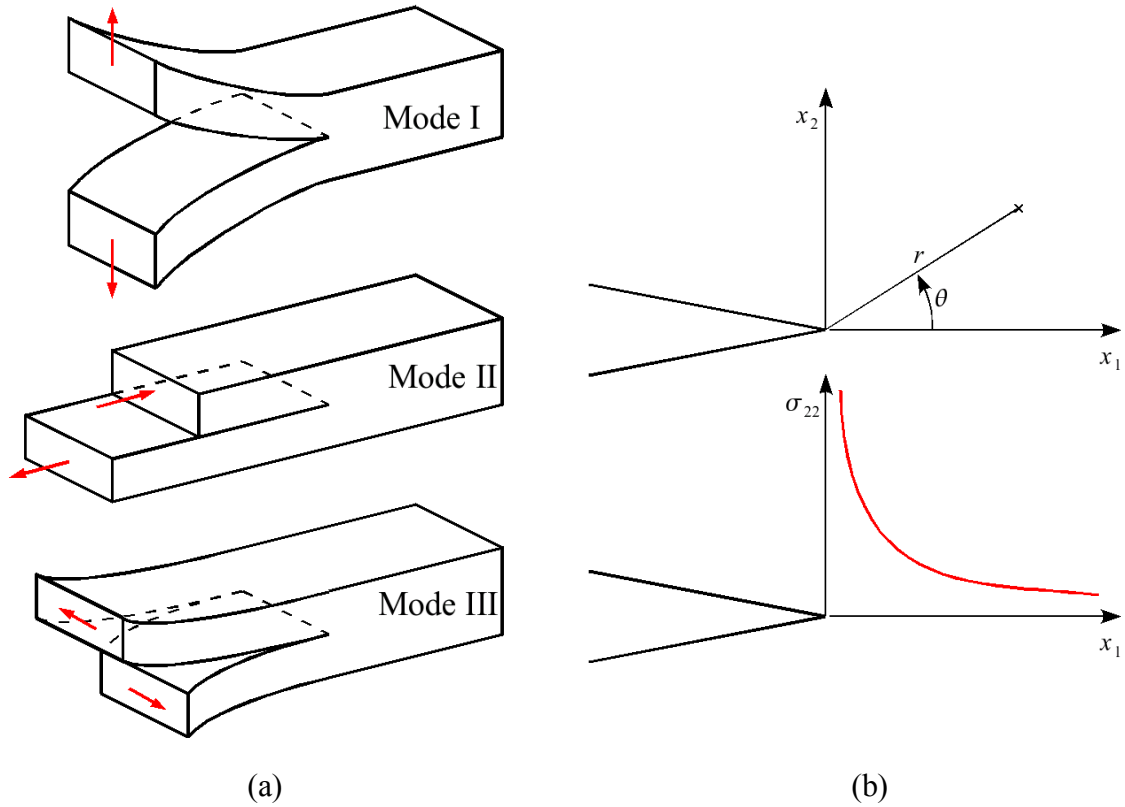 Mode I
Mode II
Mode III
(a)
x2
r
θ
x1
σ22
x1
(b)